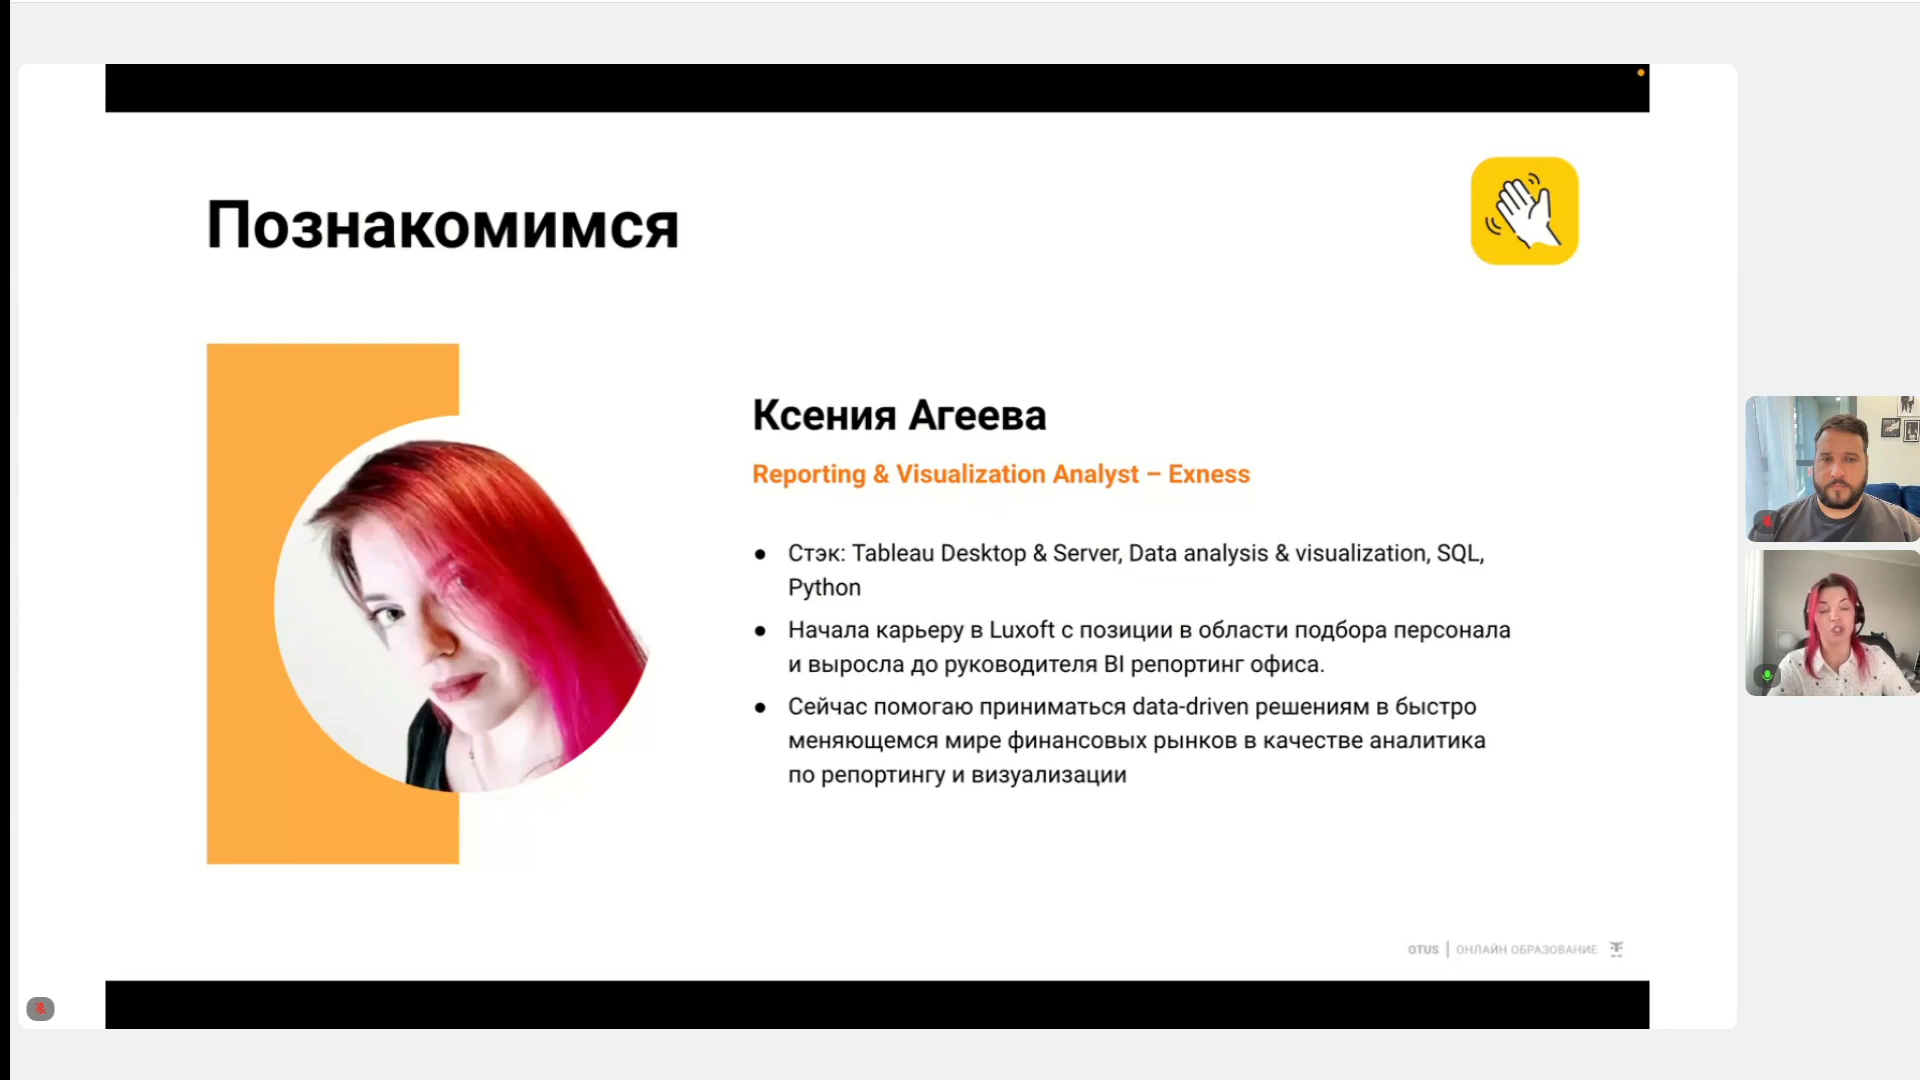 Познакомимся
Ксения Агеева
Reporting & Visualization Analyst – Exness
● Стэк: Tableau Desktop & Server, Data analysis & visualization, SQL,
Python
● Начала карьеру в Luxoft с позиции в области подбора персонала
и выросла до руководителя BI репортинг офиса.
● Сейчас помогаю приниматься data-driven решениям в быстро
меняющемся мире финансовых рынков в качестве аналитика
по репортингу и визуализации
OTUS | ОНЛАЙН ОБРАЗОВАНИЕ